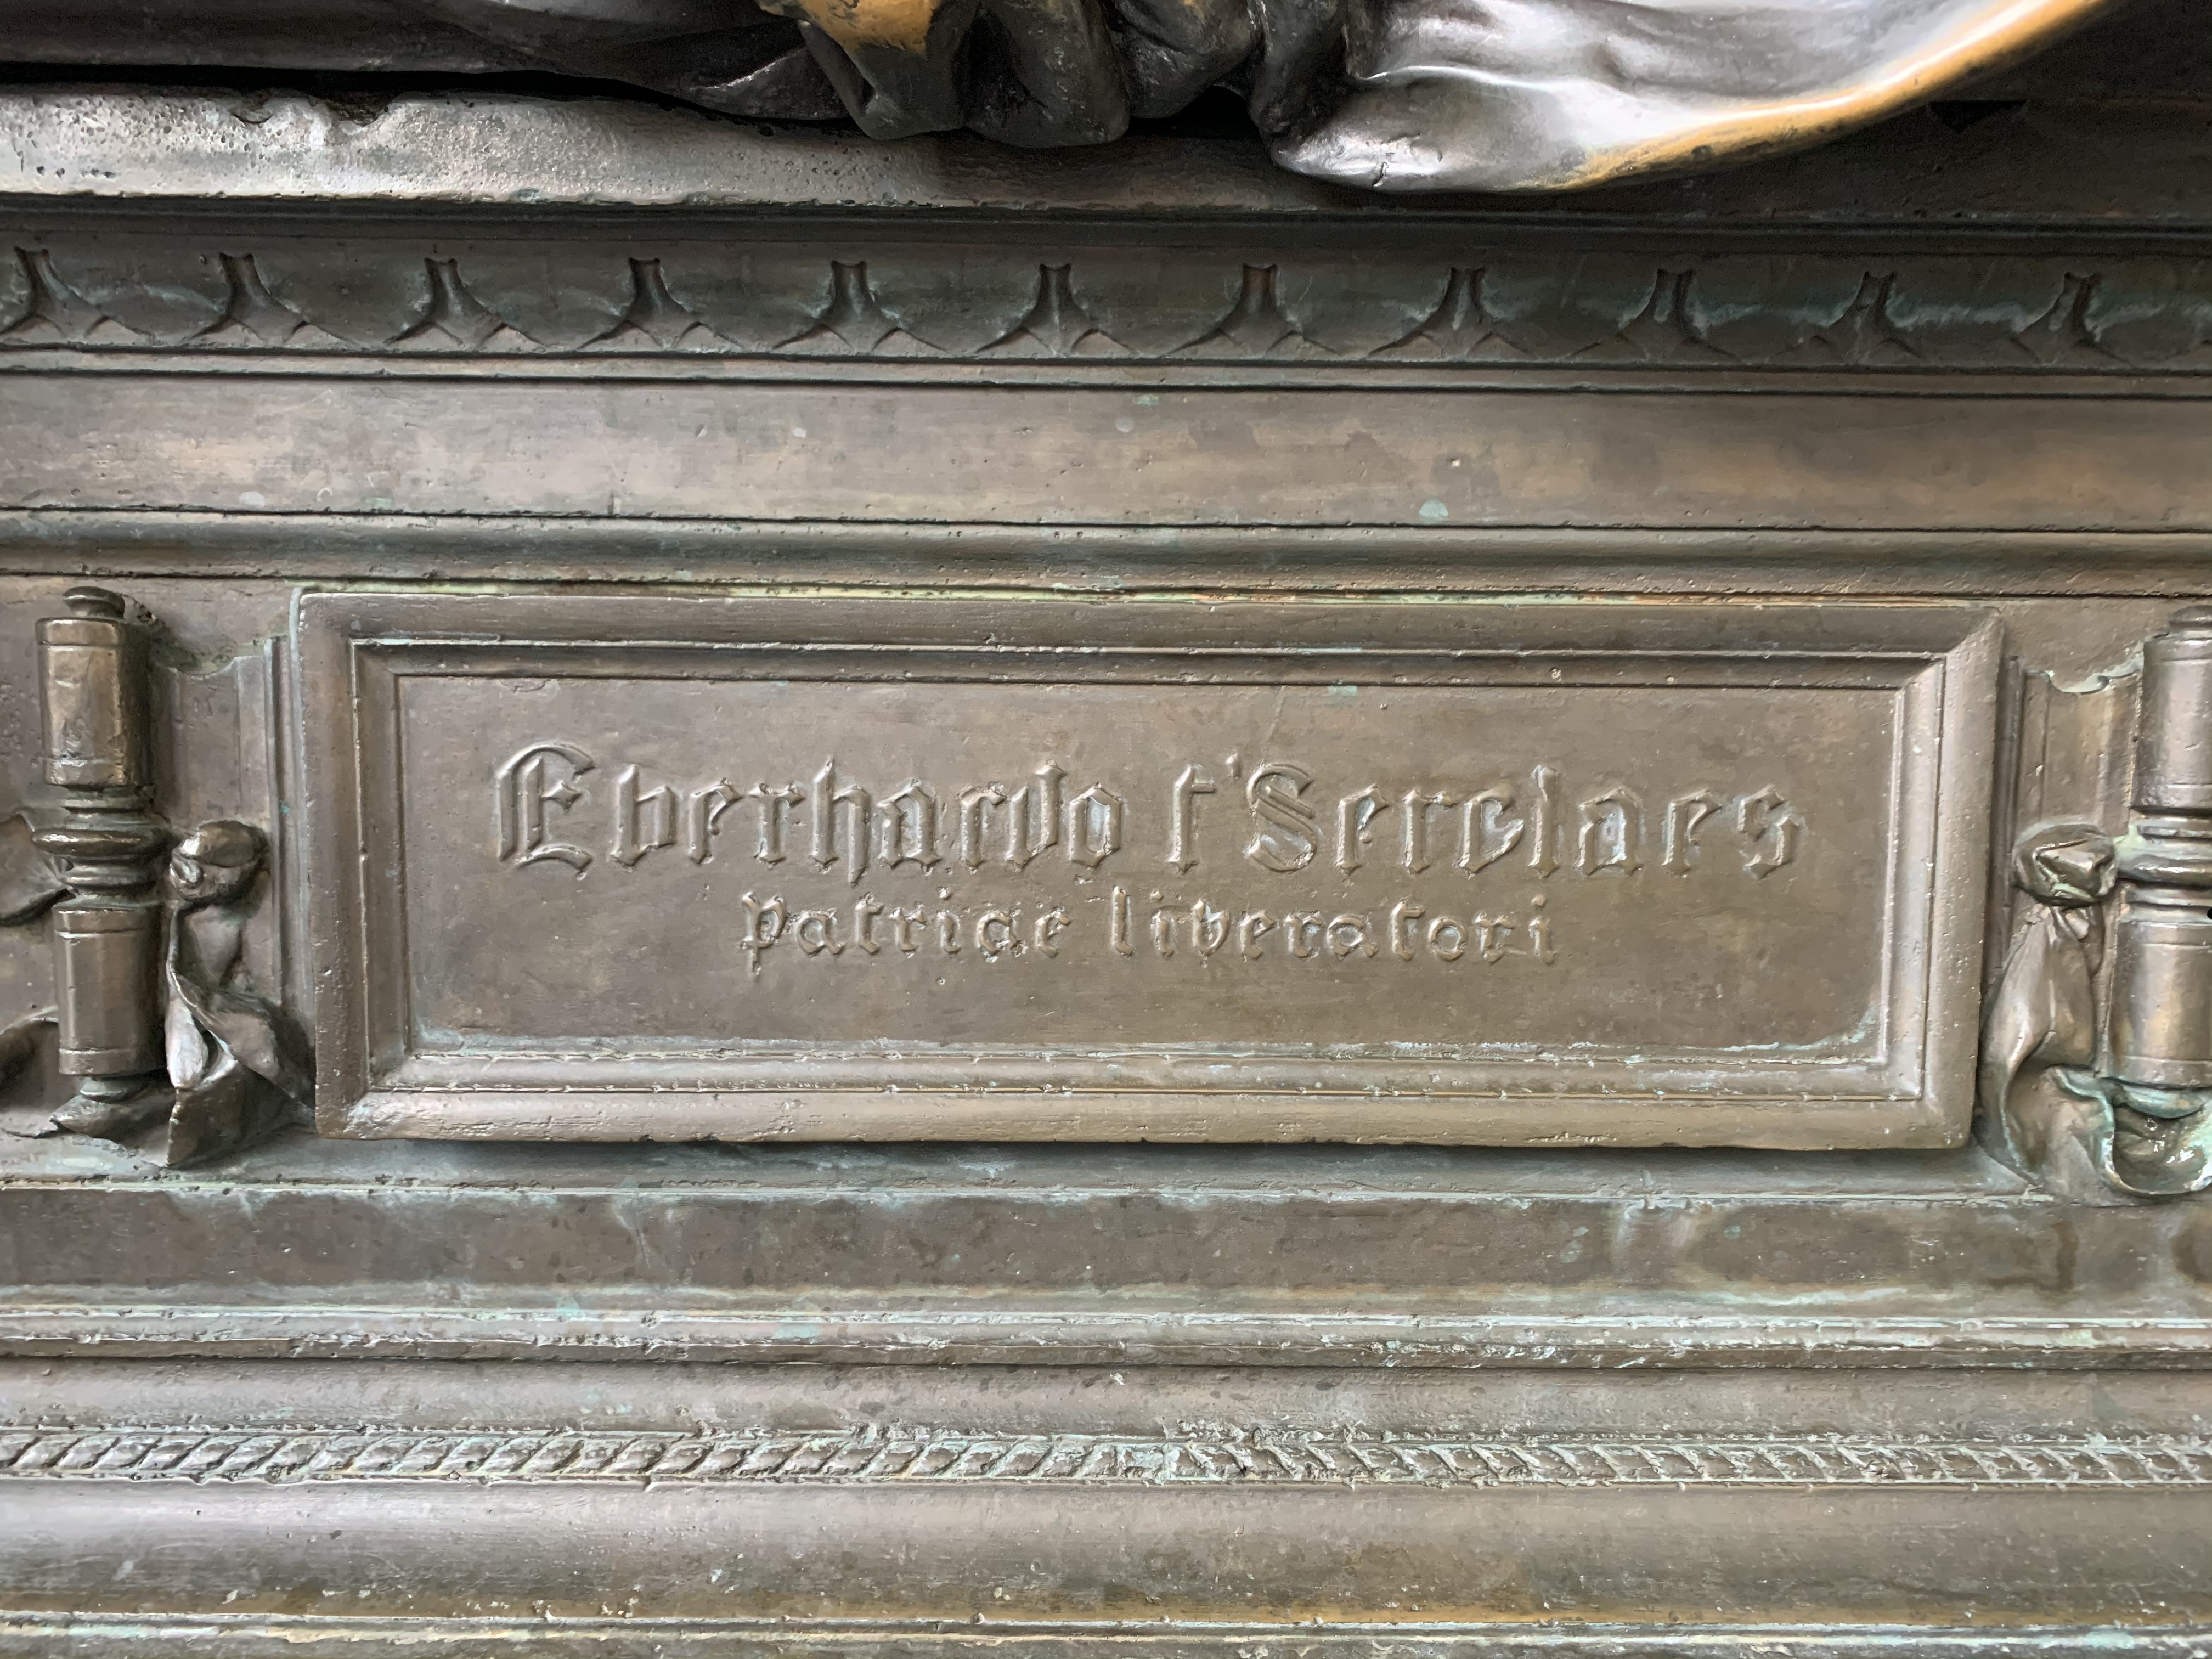 Eberhardo t'Serclaes
patriae liberatori